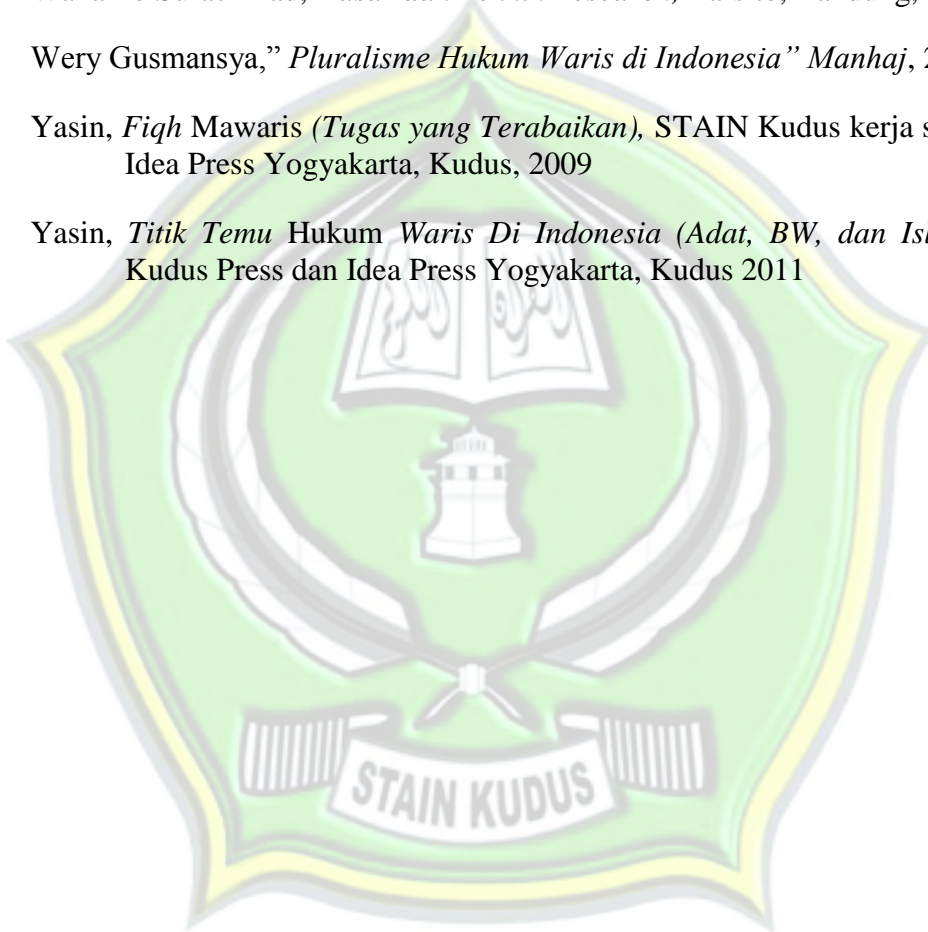 Wery Gusmansya,” Pluralisme Hukum Waris di Indonesia” Manhaj,
Yasin, Fiqh Mawaris (Tugas yang Terabaikan), STAIN Kudus kerja
Idea Press Yogyakarta, Kudus, 2009
Yasin, Titik Temu Hukum Waris Di Indonesia (Adat, BW, dan
Kudus Press dan Idea Press Yogyakarta, Kudus 2011
STAIN KUDUS